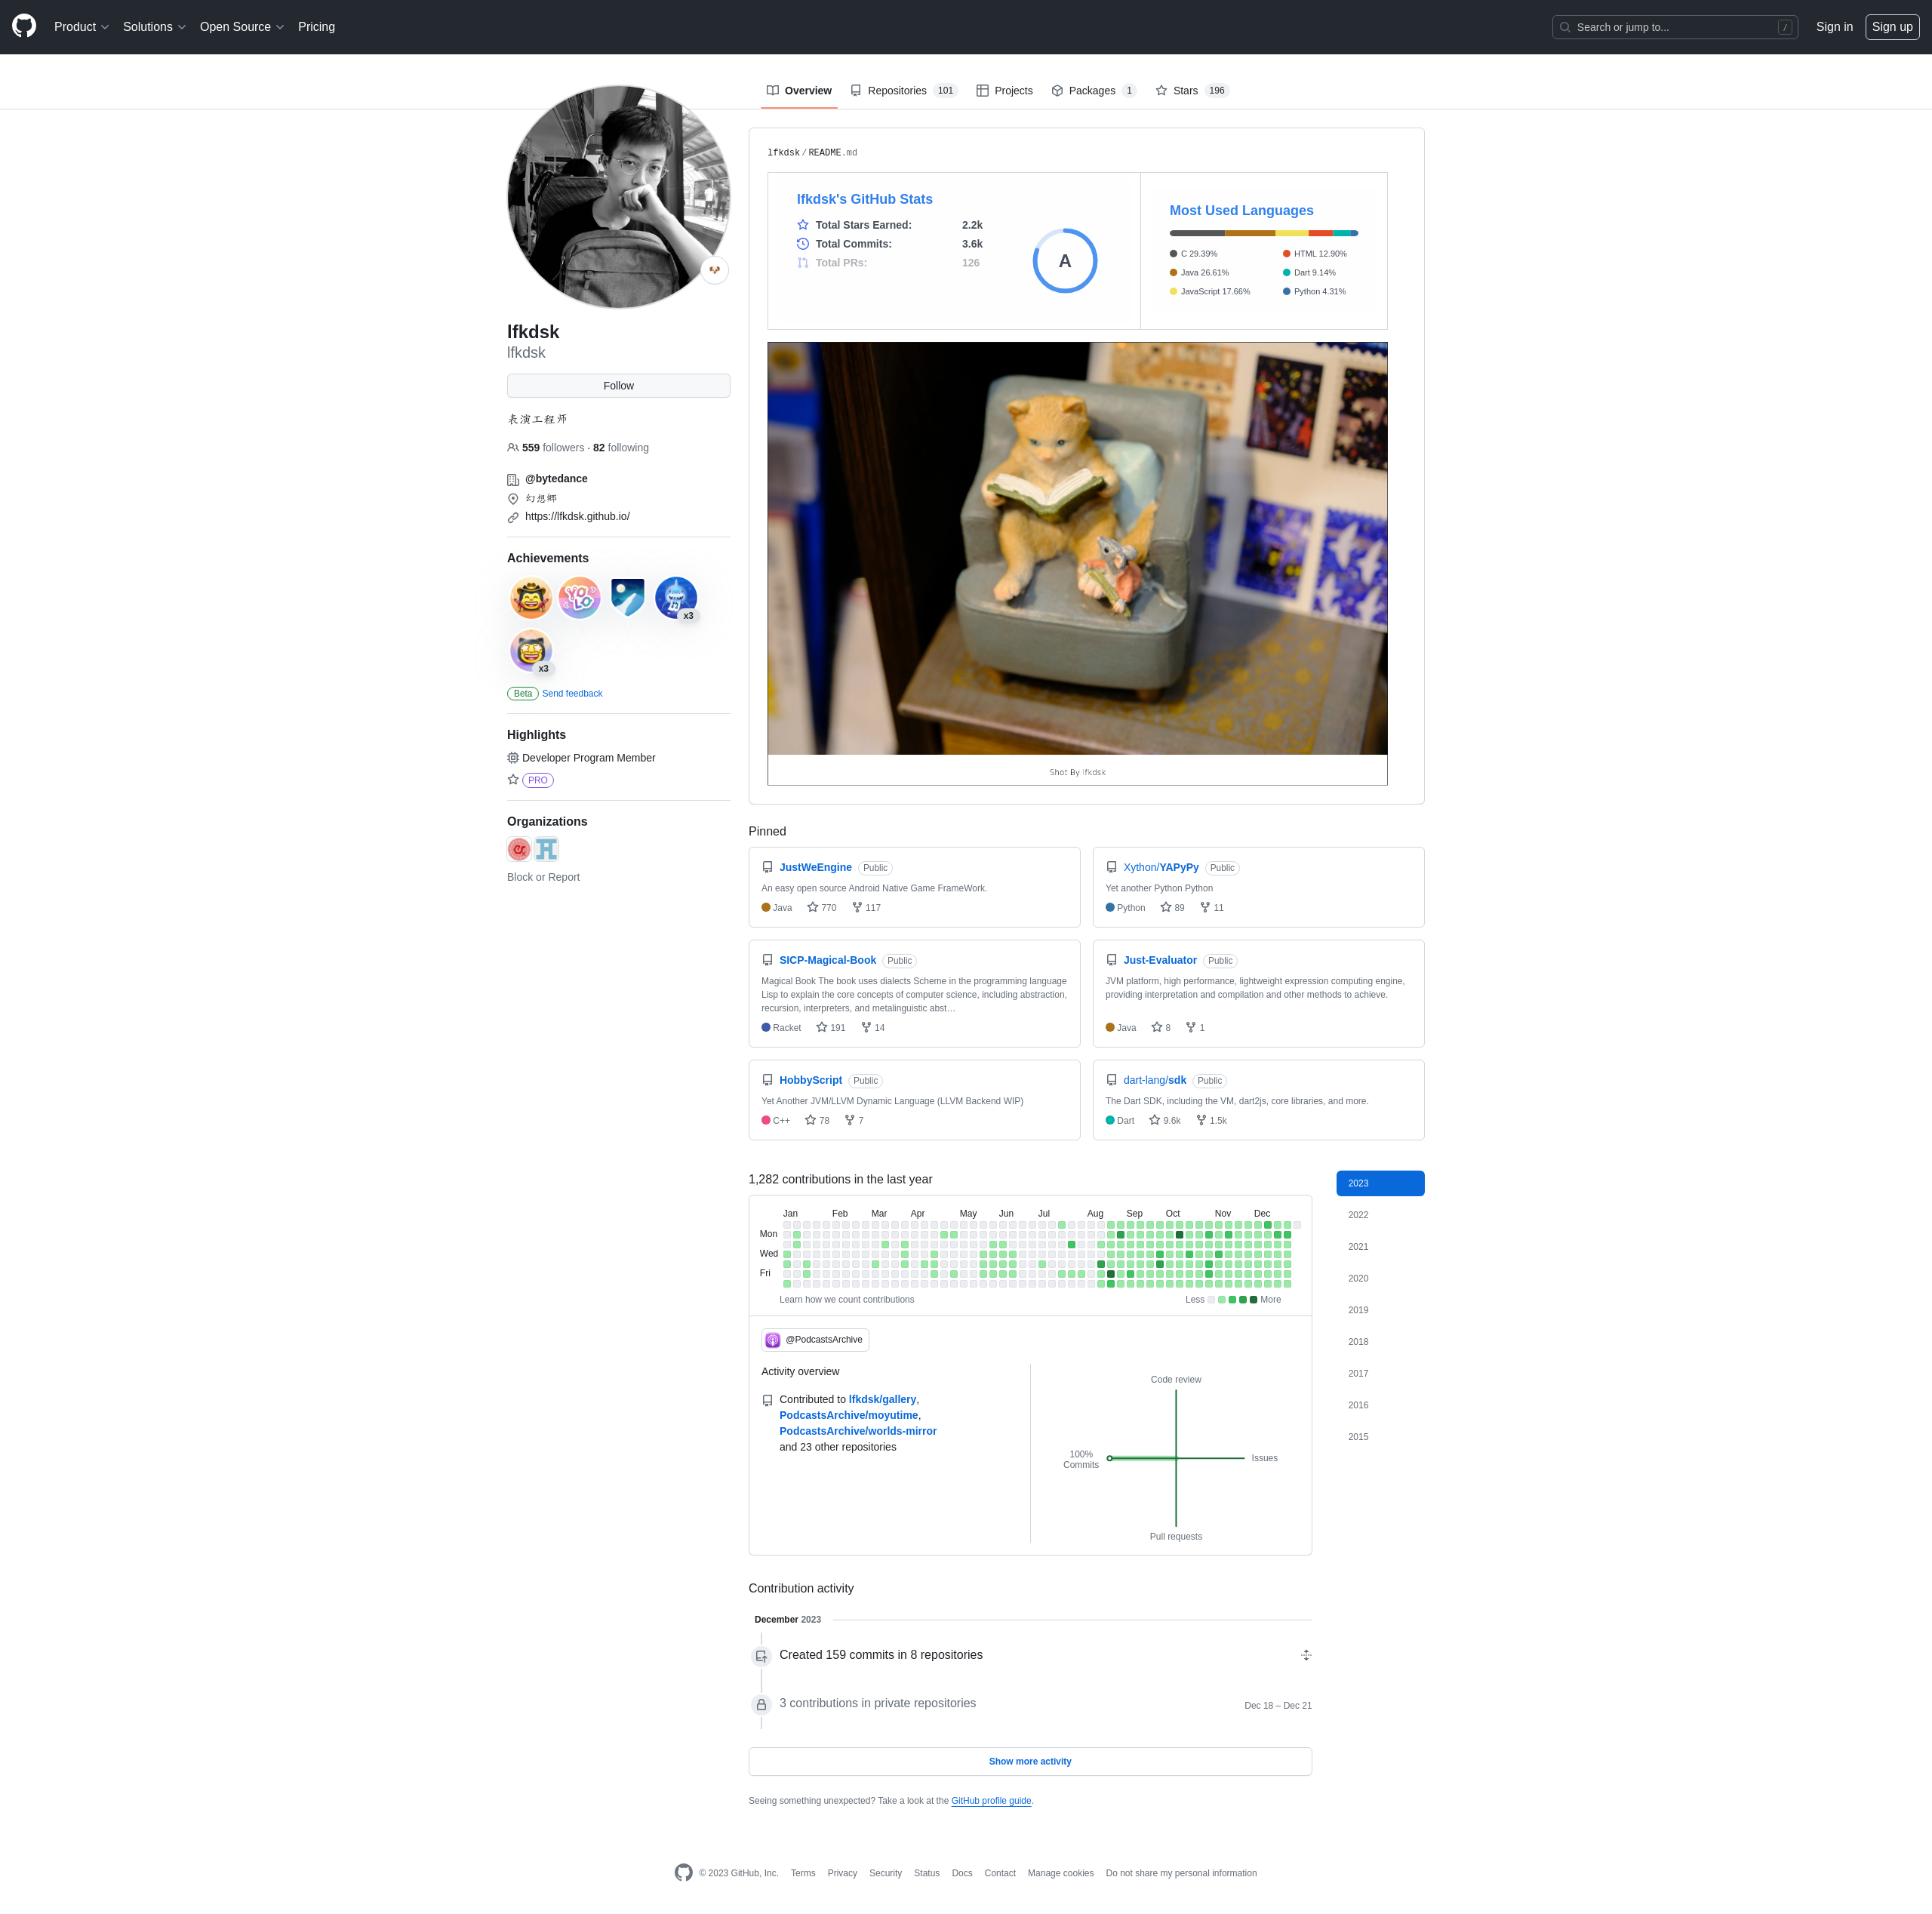 Product Solutions Open Source Pricing Search or jump to... / Sign in Sign up
Overview Repositories 101 Projects Packages 1 Stars 196
lfkdsk
lfkdsk
Follow
表演工程师
559 followers · 82 following
@bytedance
幻想鄉
https://lfkdsk.github.io/
Achievements
YOLO
x3
x3
Beta Send feedback
Highlights
Developer Program Member
PRO
Organizations
Block or Report
lfkdsk/README.md
lfkdsk's GitHub Stats
Total Stars Earned: 2.2k
Total Commits: 3.6k
Total PRs: 126
A
Most Used Languages
C 29.39% HTML 12.90%
Java 26.61% Dart 9.14%
JavaScript 17.66% Python 4.31%
Shot By lfkdsk
Pinned
JustWeEngine Public
An easy open source Android Native Game FrameWork.
Java 770 117
Xython/YAPyPy Public
Yet another Python Python
Python 89 11
SICP-Magical-Book Public
Magical Book The book uses dialects Scheme in the programming language
Lisp to explain the core concepts of computer science, including abstraction,
recursion, interpreters, and metalinguistic abst…
Racket 191 14
Just-Evaluator Public
JVM platform, high performance, lightweight expression computing engine,
providing interpretation and compilation and other methods to achieve.
Java 8 1
HobbyScript Public
Yet Another JVM/LLVM Dynamic Language (LLVM Backend WIP)
C++ 78 7
dart-lang/sdk Public
The Dart SDK, including the VM, dart2js, core libraries, and more.
Dart 9.6k 1.5k
1,282 contributions in the last year
Jan Feb Mar Apr May Jun Jul Aug Sep Oct Nov Dec
Mon
Wed
Fri
Learn how we count contributions Less More
@PodcastsArchive
Activity overview
Contributed to lfkdsk/gallery,
PodcastsArchive/moyutime,
PodcastsArchive/worlds-mirror
and 23 other repositories
Code review
100%
Commits
Issues
Pull requests
2023
2022
2021
2020
2019
2018
2017
2016
2015
Contribution activity
December 2023
Created 159 commits in 8 repositories
3 contributions in private repositories Dec 18 – Dec 21
Show more activity
Seeing something unexpected? Take a look at the GitHub profile guide.
© 2023 GitHub, Inc. Terms Privacy Security Status Docs Contact Manage cookies Do not share my personal information